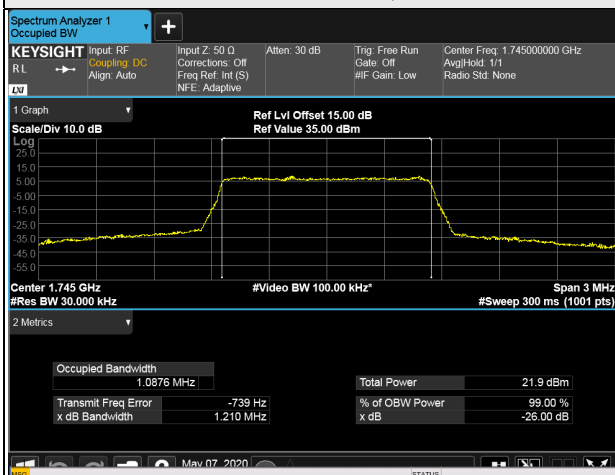 Spectrum Analyzer 1
Occupied BW
+
KEYSIGHT Input: RF Input Z: 50 Ω Atten: 30 dB Trig: Free Run Center Freq: 1.745000000 GHz
RL Coupling: DC Corrections: Off Gate: Off Avg|Hold: 1/1
Align: Auto Freq Ref: Int (S) #IF Gain: Low Radio Std: None
LXI NFE: Adaptive
1 Graph Ref Lvl Offset 15.00 dB
Scale/Div 10.0 dB Ref Value 35.00 dBm
Log
25.0
15.0
5.00
-5.00
-15.0
-25.0
-35.0
-45.0
-55.0
Center 1.745 GHz #Video BW 100.00 kHz* Span 3 MHz
#Res BW 30.000 kHz #Sweep 300 ms (1001 pts)
2 Metrics
Occupied Bandwidth
1.0876 MHz Total Power 21.9 dBm
Transmit Freq Error -739 Hz % of OBW Power 99.00 %
x dB Bandwidth 1.210 MHz x dB -26.00 dB
May 07, 2020
MSG STATUS